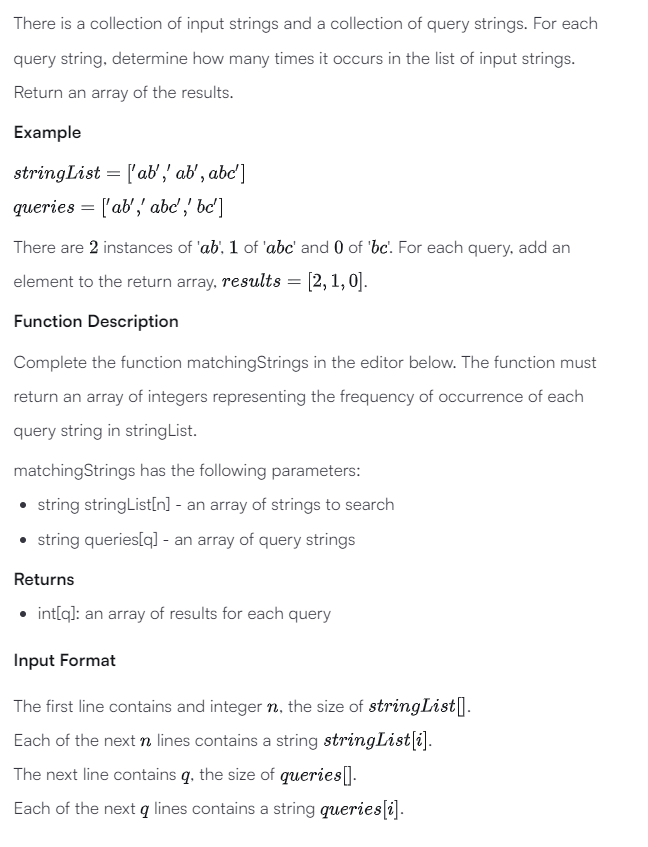 There is a collection of input strings and a collection of query strings. For each
query string, determine how many times it occurs in the list of input strings.
Return an array of the results.
Example
stringList = ['ab',' ab', abc']
queries = ['ab',' abc',' bc']
There are 2 instances of 'ab', 1 of 'abc' and 0 of 'bc'. For each query, add an
element to the return array, results = [2, 1, 0].
Function Description
Complete the function matchingStrings in the editor below. The function must
return an array of integers representing the frequency of occurrence of each
query string in stringList.
matchingStrings has the following parameters:
• string stringList[n] - an array of strings to search
• string queries[q] - an array of query strings
Returns
• int[q]: an array of results for each query
Input Format
The first line contains and integer n, the size of stringList[].
Each of the next n lines contains a string stringList[i].
The next line contains q, the size of queries[].
Each of the next q lines contains a string queries[i].